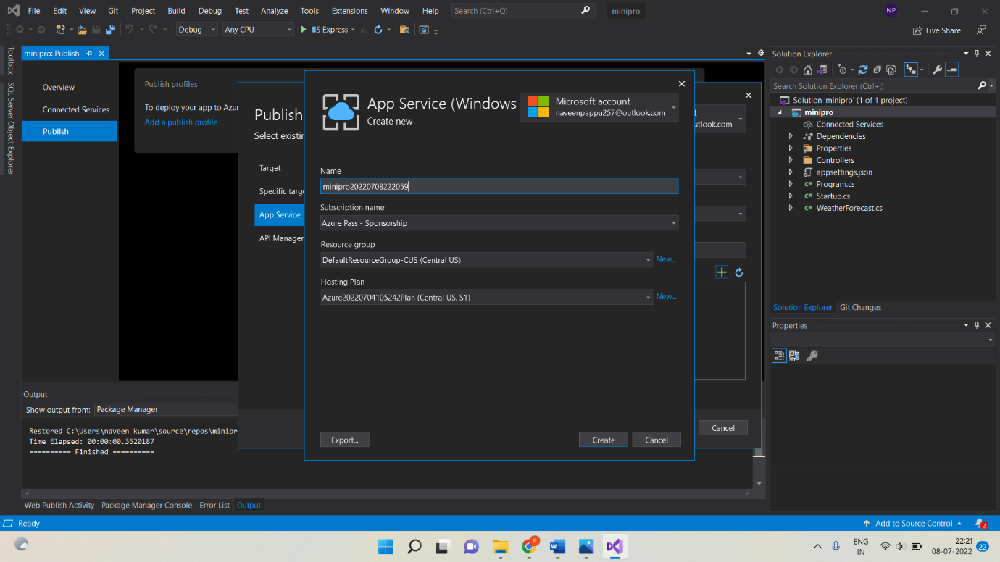 File Edit View Git Project Build Debug Test Analyze Tools Extensions Window Help Search (Ctrl+Q) minipro NP
Debug Any CPU IIS Express Live Share
Toolbox
SQL Server Object Explorer
minipro: Publish
Overview
Connected Services
Publish
Publish profiles
To deploy your app to Azur
Add a publish profile
Publish
Select existin
Target
Specific targe
App Service
API Managen
t
utlook.com
Cancel
App Service (Windows
Create new
Microsoft account
naveenpappu257@outlook.com
Name
minipro20220708222059
Subscription name
Azure Pass - Sponsorship
Resource group
DefaultResourceGroup-CUS (Central US) New...
Hosting Plan
Azure20220704105242Plan (Central US, S1) New...
Export... Create Cancel
Solution Explorer
Search Solution Explorer (Ctrl+;)
Solution 'minipro' (1 of 1 project)
minipro
Connected Services
Dependencies
Properties
Controllers
appsettings.json
C# Program.cs
C# Startup.cs
C# WeatherForecast.cs
Solution Explorer Git Changes
Properties
Output
Show output from: Package Manager
Restored C:\Users\naveen kumar\source\repos\minipr
Time Elapsed: 00:00:00.3520187
========== Finished ==========
Web Publish Activity Package Manager Console Error List Output
Ready Add to Source Control 2
P
W
ENG
IN
22:21
08-07-2022
22